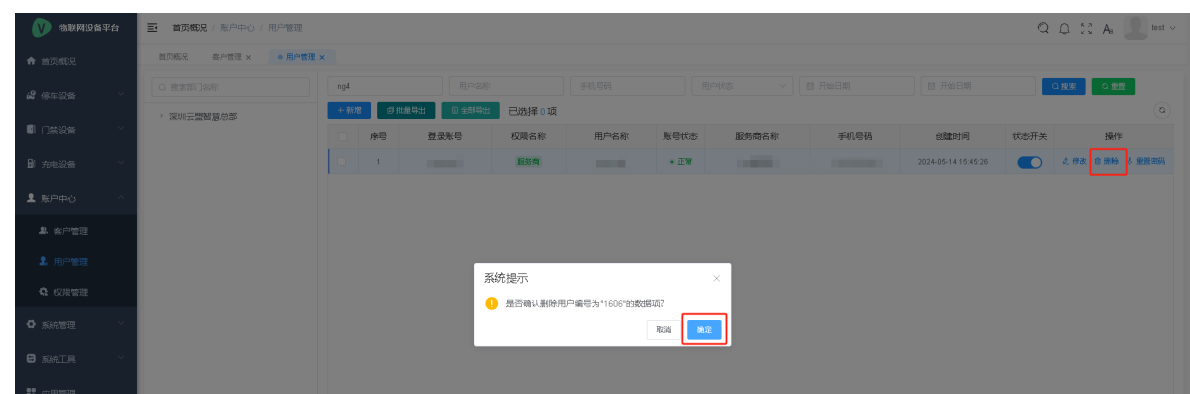 物联网设备平台
首页概况 / 账户中心 / 用户管理
test
首页概况
停车设备
门禁设备
充电设备
账户中心
客户管理
用户管理
权限管理
系统管理
系统工具
应用管理
首页概况 客户管理 × 用户管理 ×
搜索部门名称
深圳云塑智慧总部
ng4 用户名称 手机号码 用户状态 开始日期 开始日期 搜索 重置
+ 新增 批量导出 全部导出 已选择 0 项
序号 登录账号 权限名称 用户名称 账号状态 服务商名称 手机号码 创建时间 状态开关 操作
1 服务商 正常 2024-05-14 15:45:26 修改 删除 重置密码
系统提示 ×
是否确认删除用户编号为"1606"的数据项?
取消 确定